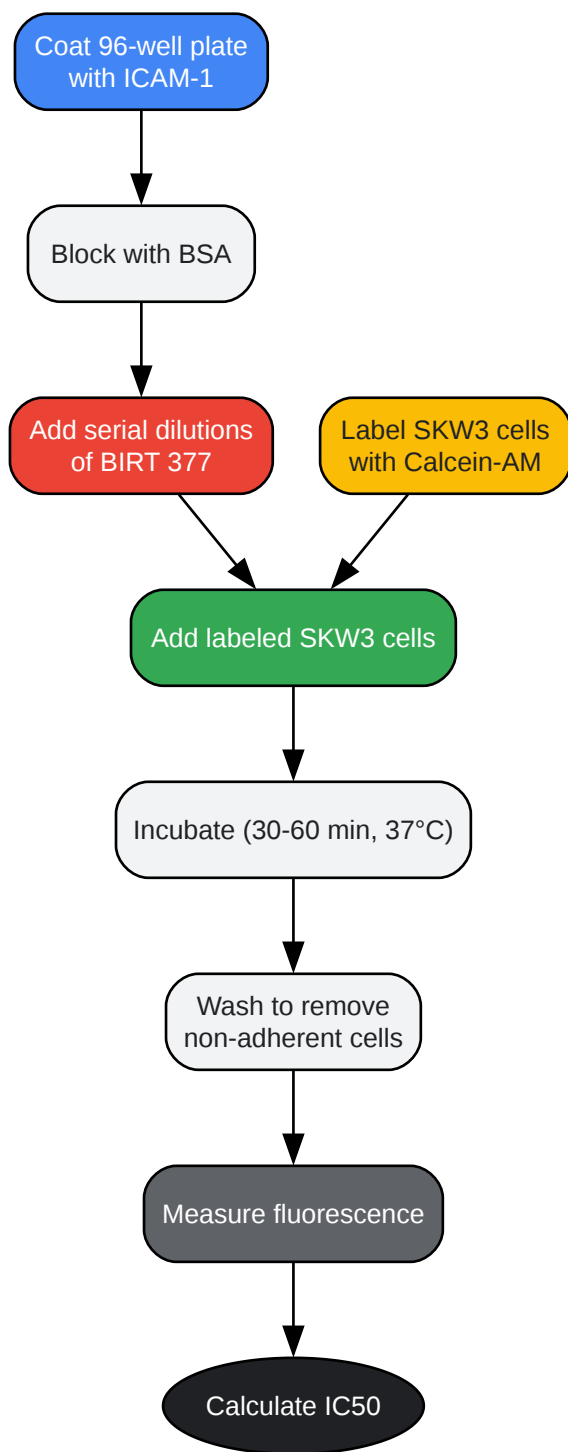 Coat 96-well plate
with ICAM-1
Block with BSA
Add serial dilutions
of BIRT 377
Label SKW3 cells
with Calcein-AM
Add labeled SKW3 cells
Incubate (30-60 min, 37°C)
Wash to remove
non-adherent cells
Measure fluorescence
Calculate IC50